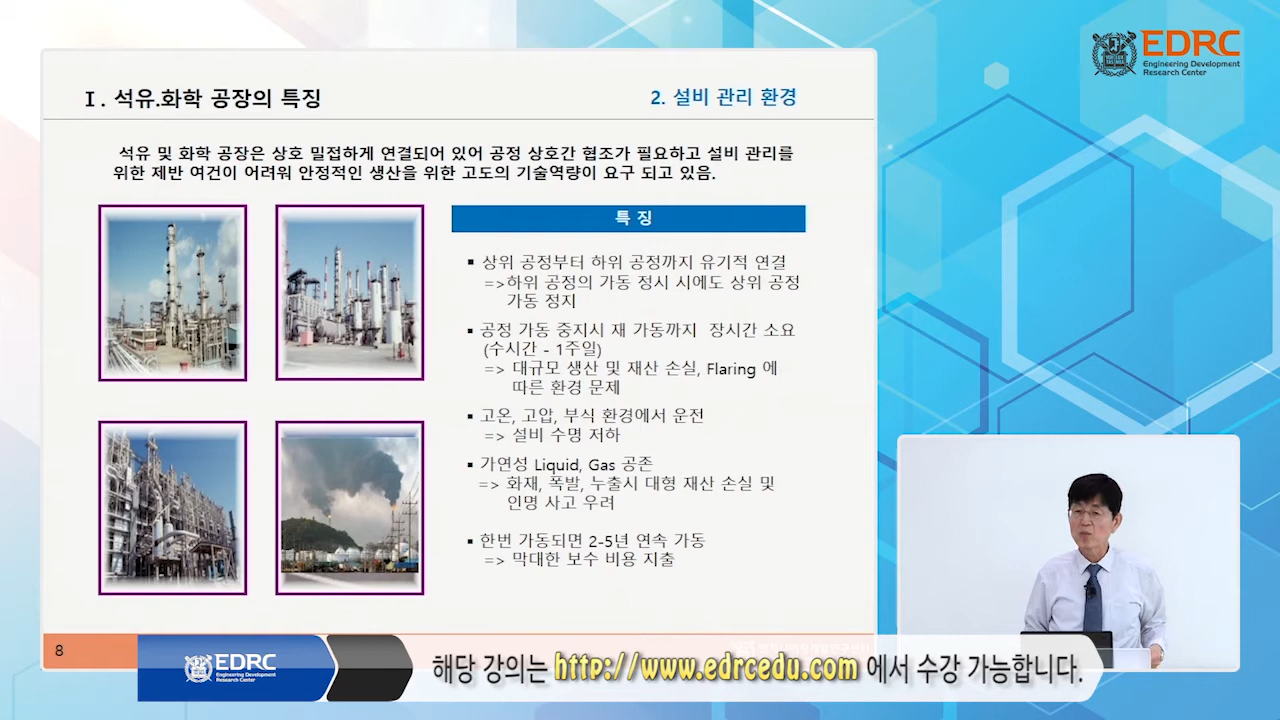 EDRC
Engineering Development
Research Center
Ⅰ. 석유.화학 공장의 특징
2. 설비 관리 환경
석유 및 화학 공장은 상호 밀접하게 연결되어 있어 공정 상호간 협조가 필요하고 설비 관리를
위한 제반 여건이 어려워 안정적인 생산을 위한 고도의 기술역량이 요구 되고 있음.
특 징
▪ 상위 공정부터 하위 공정까지 유기적 연결
=>하위 공정의 가동 정시 시에도 상위 공정
가동 정지
▪ 공정 가동 중지시 재 가동까지 장시간 소요
(수시간 - 1주일)
=> 대규모 생산 및 재산 손실, Flaring 에
따른 환경 문제
▪ 고온, 고압, 부식 환경에서 운전
=> 설비 수명 저하
▪ 가연성 Liquid, Gas 공존
=> 화재, 폭발, 누출시 대형 재산 손실 및
인명 사고 우려
▪ 한번 가동되면 2-5년 연속 가동
=> 막대한 보수 비용 지출
8
EDRC
Engineering Development
Research Center
해당 강의는 http://www.edrcedu.com 에서 수강 가능합니다.